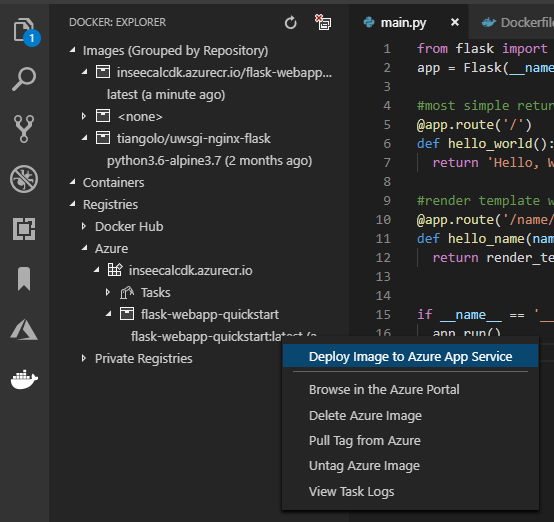 1
DOCKER: EXPLORER
Images (Grouped by Repository)
inseecalcdk.azurecr.io/flask-webapp...
latest (a minute ago)
<none>
tiangolo/uwsgi-nginx-flask
python3.6-alpine3.7 (2 months ago)
Containers
Registries
Docker Hub
Azure
inseecalcdk.azurecr.io
Tasks
flask-webapp-quickstart
flask-webapp-quickstart:latest (a
Private Registries
main.py
Dockerfil
1 from flask import
2 app = Flask(__nam
3
4 #most simple retur
5 @app.route('/')
6 def hello_world():
7 return 'Hello, W
8
9 #render template w
10 @app.route('/name/
11 def hello_name(nam
12 return render_te
13
14
15 if __name__ == '_
16 app.run()
Deploy Image to Azure App Service
Browse in the Azure Portal
Delete Azure Image
Pull Tag from Azure
Untag Azure Image
View Task Logs